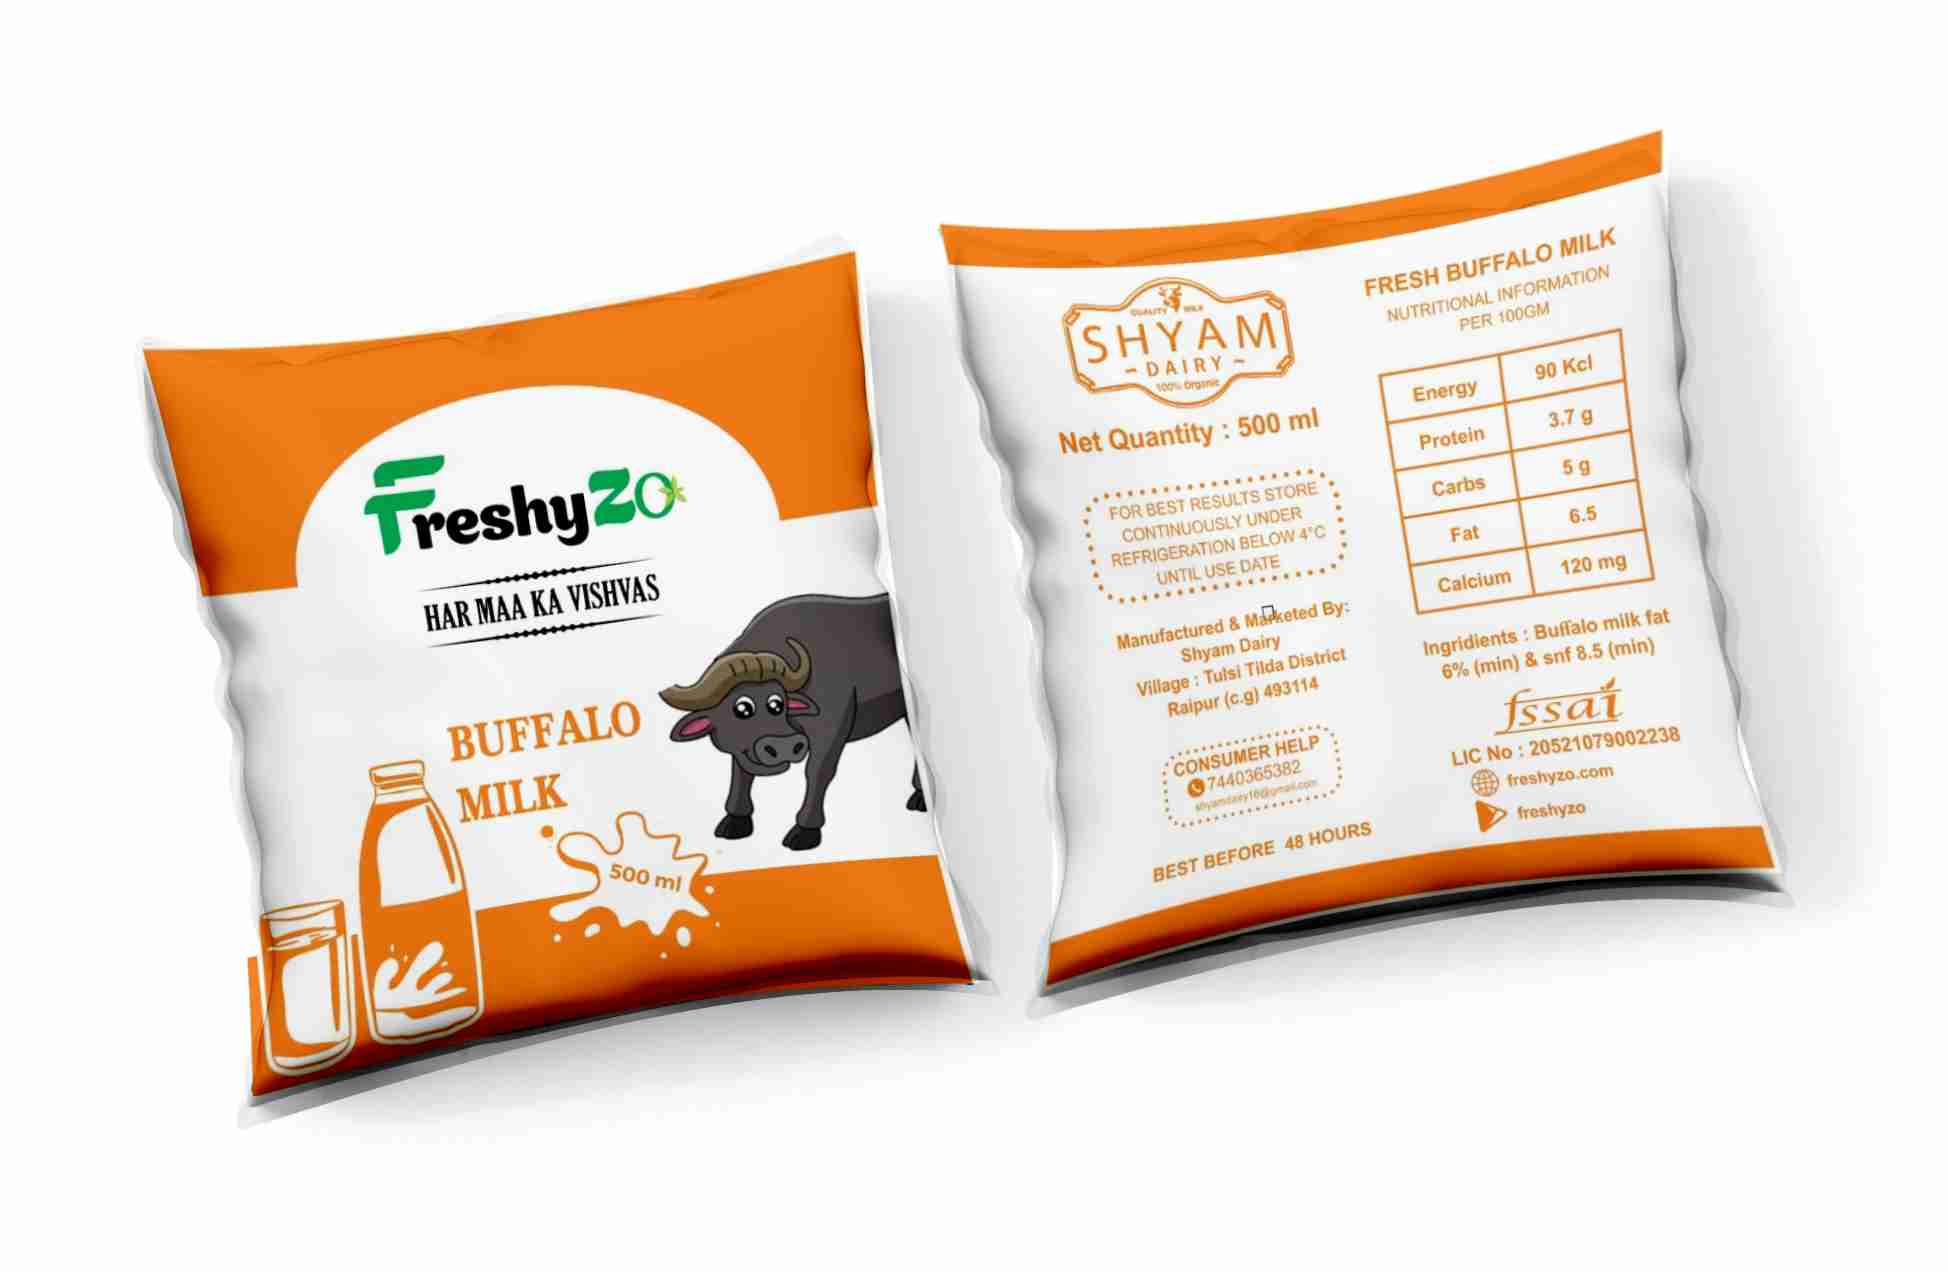 FreshyZo
HAR MAA KA VISHVAS
BUFFALO
MILK
500 ml
QUALITY MILK
SHYAM
~ DAIRY ~
100% Organic
Net Quantity : 500 ml
FOR BEST RESULTS STORE
CONTINUOUSLY UNDER
REFRIGERATION BELOW 4°C
UNTIL USE DATE
Manufactured & Marketed By:
Shyam Dairy
Village : Tulsi Tilda District
Raipur (c.g) 493114
CONSUMER HELP
7440365382
BEST BEFORE 48 HOURS
FRESH BUFFALO MILK
NUTRITIONAL INFORMATION
PER 100GM
Energy 90 Kcl
Protein 3.7 g
Carbs 5 g
Fat 6.5
Calcium 120 mg
Ingridients : Buffalo milk fat
6% (min) & snf 8.5 (min)
fssai
LIC No : 20521079002238
freshyzo.com
freshyzo